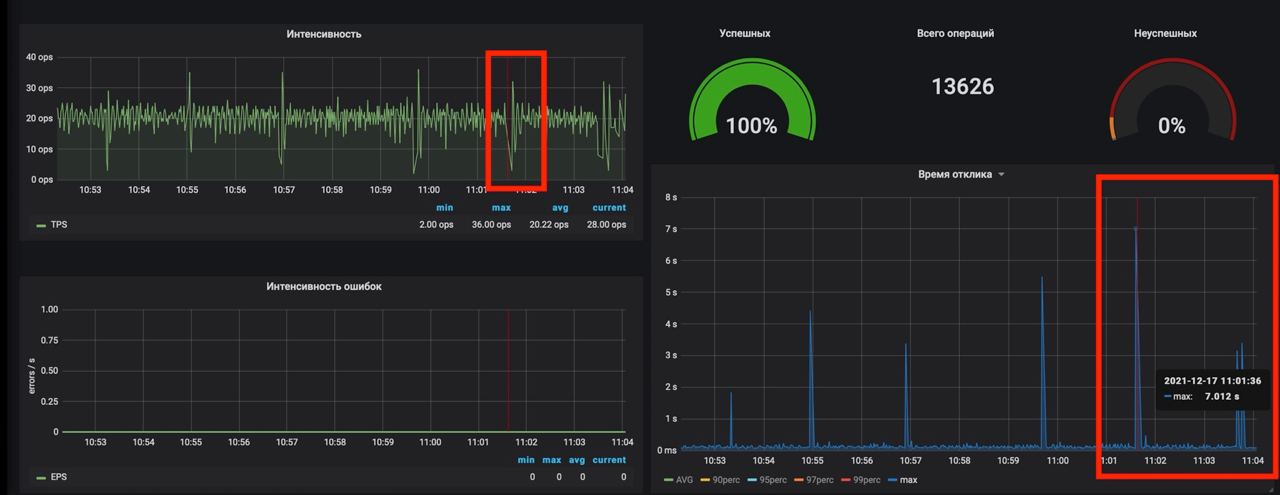 Интенсивность
40 ops
30 ops
20 ops
10 ops
0 ops
10:53 10:54 10:55 10:56 10:57 10:58 10:59 11:00 11:01 11:02 11:03 11:04
min max avg current
TPS 2.00 ops 36.00 ops 20.22 ops 28.00 ops
Интенсивность ошибок
errors / s
1.00
0.75
0.50
0.25
0
10:53 10:54 10:55 10:56 10:57 10:58 10:59 11:00 11:01 11:02 11:03 11:04
min max avg current
EPS 0 0 0 0
Успешных
100%
Всего операций
13626
Неуспешных
0%
Время отклика
8 s
7 s
6 s
5 s
4 s
3 s
2 s
1 s
0 ms
10:53 10:54 10:55 10:56 10:57 10:58 10:59 11:00 11:01 11:02 11:03 11:04
2021-12-17 11:01:36
max: 7.012 s
AVG 90perc 95perc 97perc 99perc max